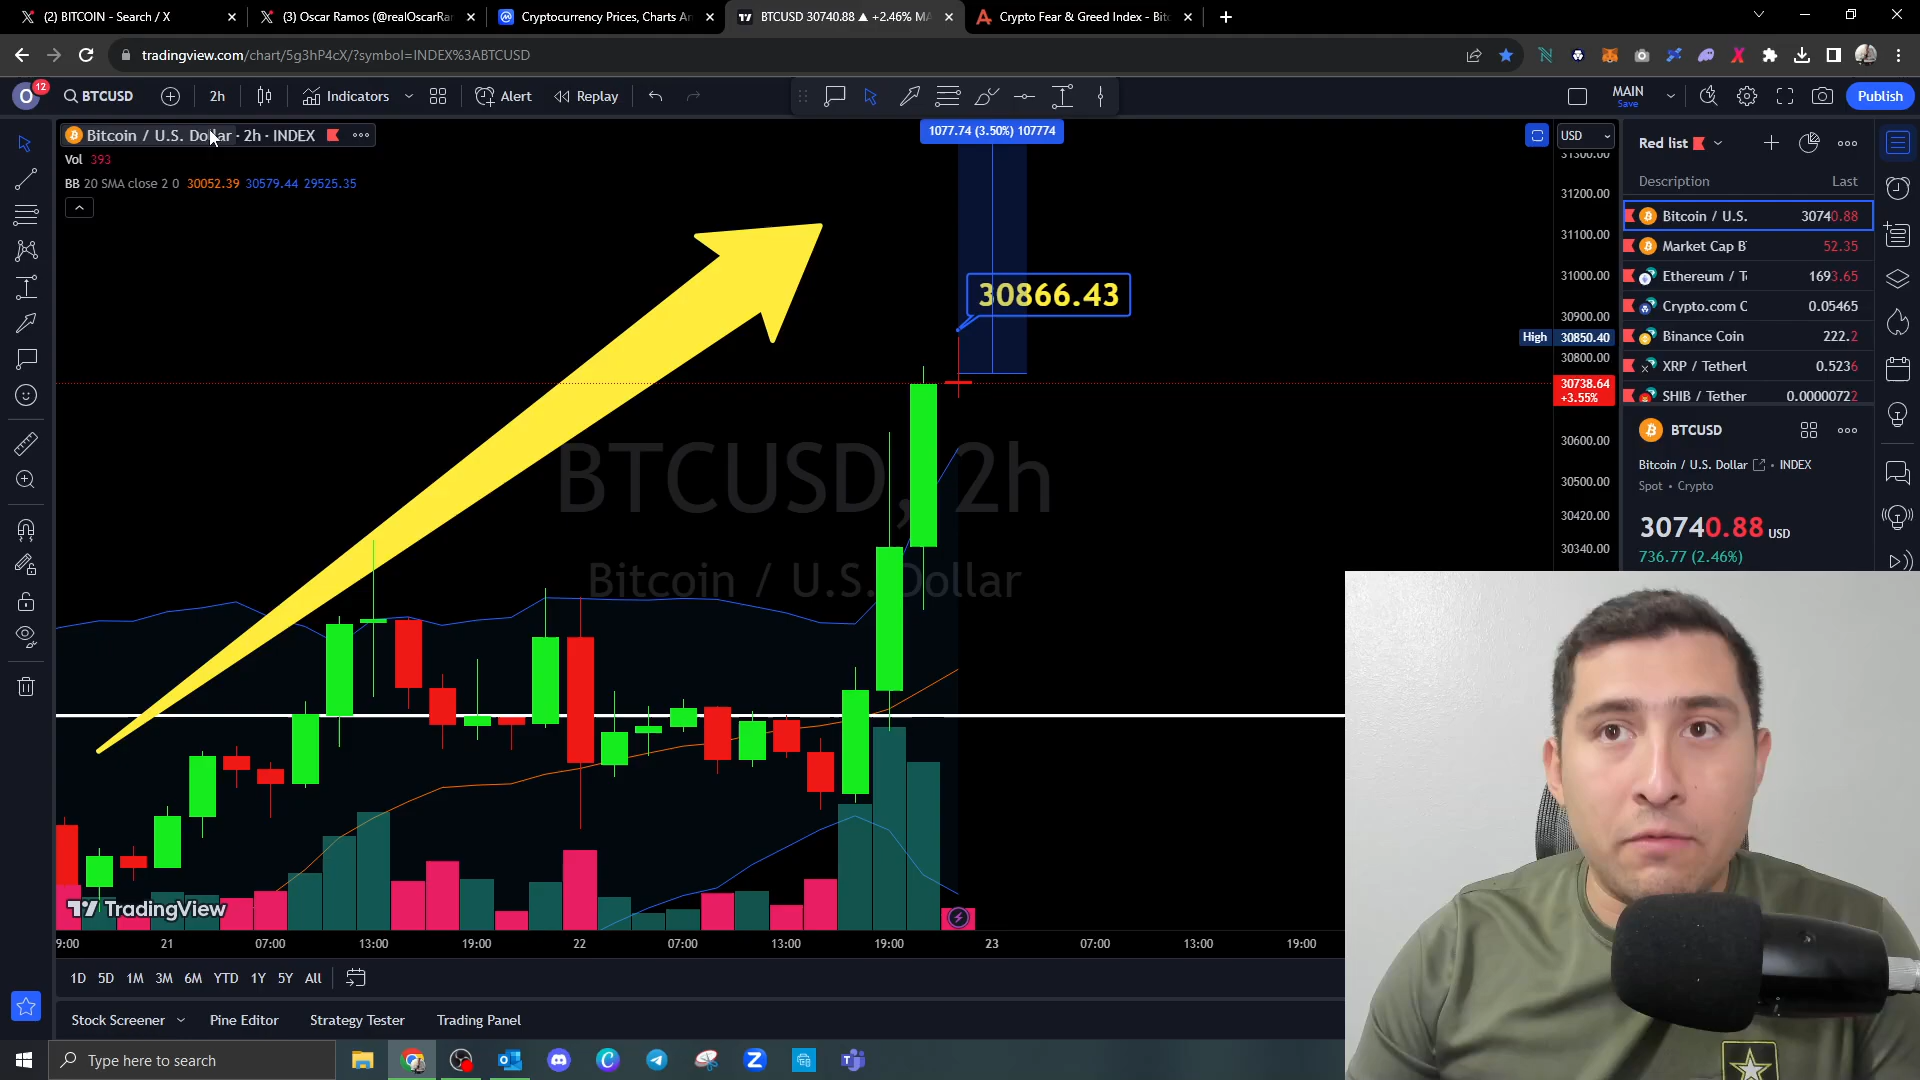 (2) BITCOIN - Search / X
(3) Oscar Ramos (@realOscarRa
Cryptocurrency Prices, Charts Ar
BTCUSD 30740.88 ▲ +2.46% MA
Crypto Fear & Greed Index - Bit
tradingview.com/chart/5g3hP4cX/?symbol=INDEX%3ABTCUSD
O
12
BTCUSD
2h
Indicators
Alert
Replay
MAIN
Save
Publish
Bitcoin / U.S. Dollar · 2h · INDEX
Vol 393
BB 20 SMA close 2 0 30052.39 30579.44 29525.35
1077.74 (3.50%) 107774
30866.43
BTCUSD, 2h
Bitcoin / U.S. Dollar
USD
31300.00
31200.00
31100.00
31000.00
30900.00
High 30850.40
30800.00
30738.64
+3.55%
30600.00
30500.00
30420.00
30340.00
Red list
Description Last
Bitcoin / U.S. 30740.88
Market Cap B 52.35
Ethereum / T 1693.65
Crypto.com C 0.05465
Binance Coin 222.2
XRP / Tetherl 0.5236
SHIB / Tether 0.00000722
BTCUSD
Bitcoin / U.S. Dollar • INDEX
Spot • Crypto
30740.88 USD
736.77 (2.46%)
TradingView
9:00 21 07:00 13:00 19:00 22 07:00 13:00 19:00 23 07:00 13:00 19:00
1D 5D 1M 3M 6M YTD 1Y 5Y All
Stock Screener Pine Editor Strategy Tester Trading Panel
Type here to search